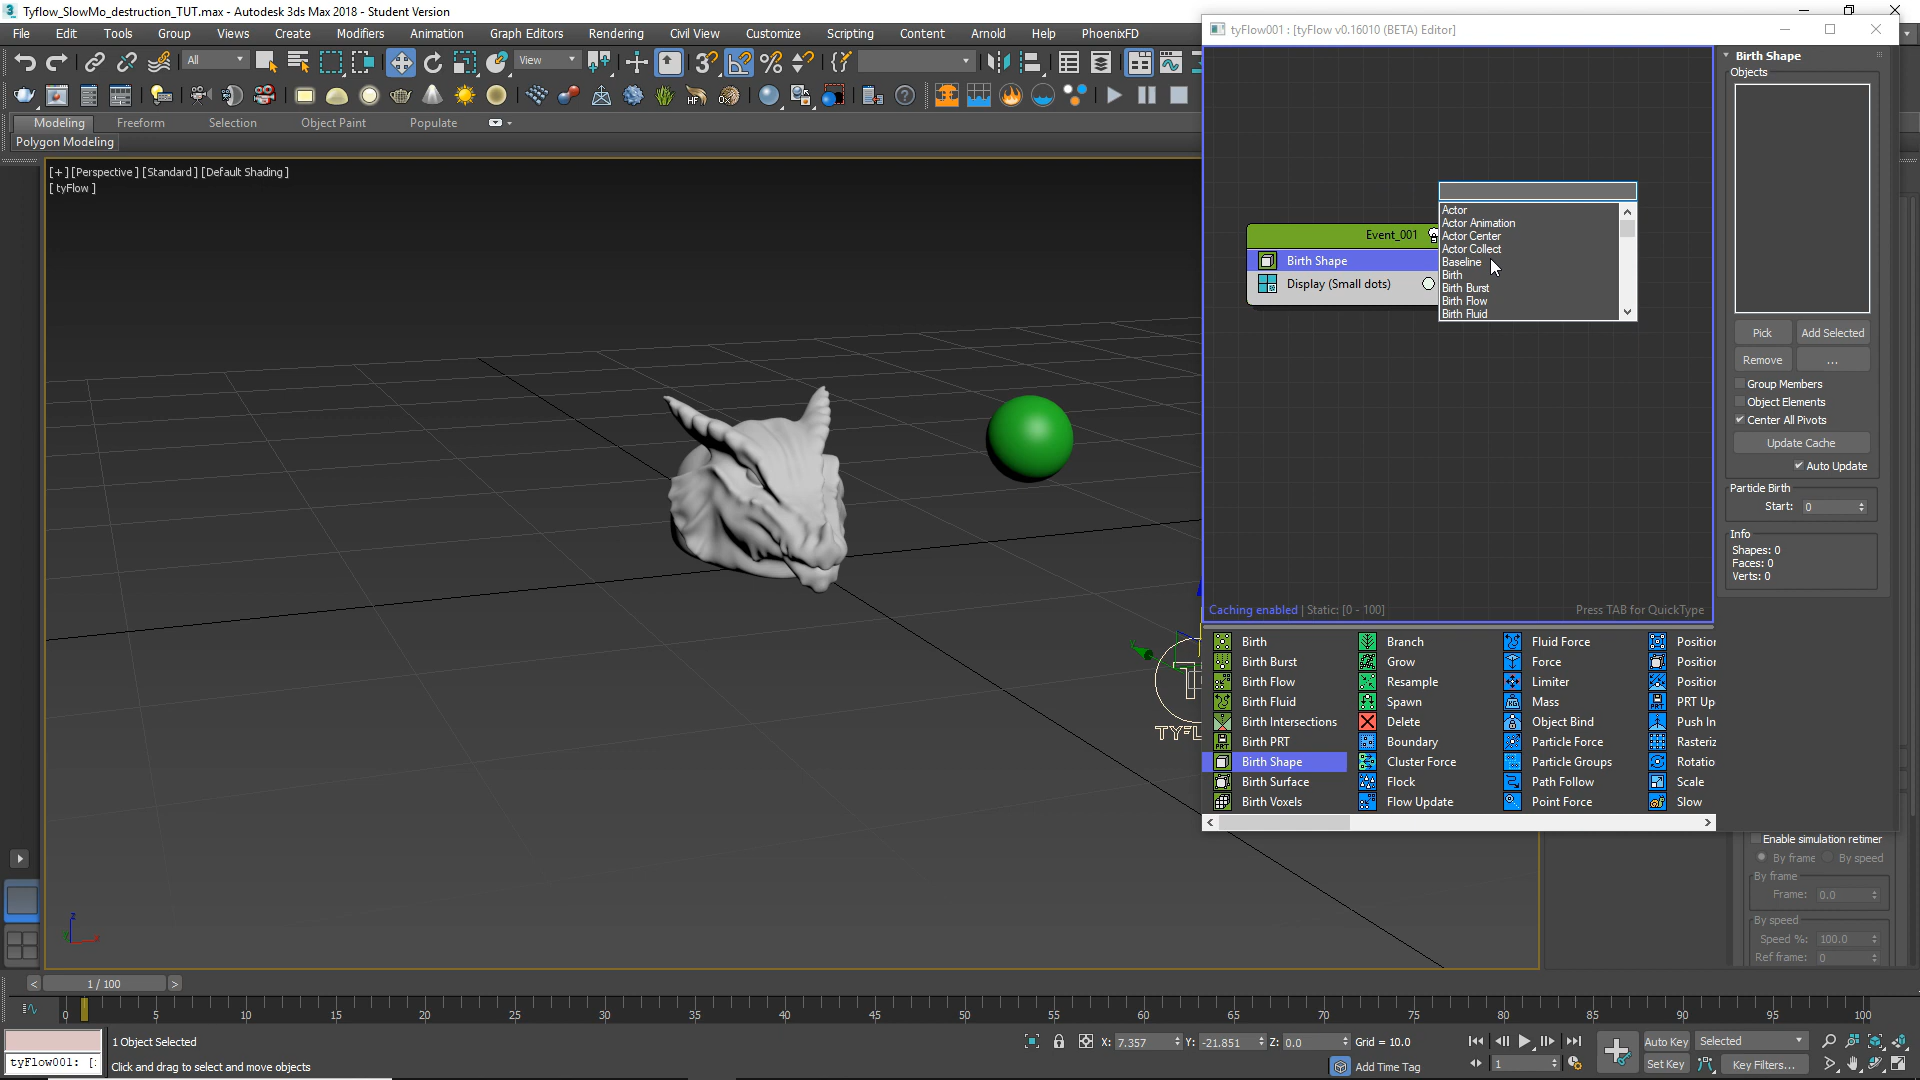 Tyflow_SlowMo_destruction_TUT.max - Autodesk 3ds Max 2018 - Student Version
File Edit Tools Group Views Create Modifiers Animation Graph Editors Rendering Civil View Customize Scripting Content Arnold Help PhoenixFD
All
View
Modeling Freeform Selection Object Paint Populate
Polygon Modeling
[+] [Perspective ] [Standard ] [Default Shading ]
[ tyFlow ]
tyFlow001 : [tyFlow v0.16010 (BETA) Editor]
Event_001
Birth Shape
Display (Small dots)
Actor
Actor Animation
Actor Center
Actor Collect
Baseline
Birth
Birth Burst
Birth Flow
Birth Fluid
Caching enabled | Static: [0 - 100]
Press TAB for QuickType
Birth Shape
Objects
Pick Add Selected
Remove ...
Group Members
Object Elements
Center All Pivots
Update Cache
Auto Update
Particle Birth
Start: 0
Info
Shapes: 0
Faces: 0
Verts: 0
Birth Branch Fluid Force Position
Birth Burst Grow Force Position
Birth Flow Resample Limiter Position
Birth Fluid Spawn Mass PRT Up
Birth Intersections Delete Object Bind Push In
Birth PRT Boundary Particle Force Rasteriz
Birth Shape Cluster Force Particle Groups Rotatio
Birth Surface Flock Path Follow Scale
Birth Voxels Flow Update Point Force Slow
Enable simulation retimer
By frame By speed
By frame
Frame: 0.0
By speed
Speed %: 100.0
Ref frame: 0
1 / 100
0 5 10 15 20 25 30 35 40 45 50 55 60 65 70 75 80 85 90 95 100
1 Object Selected
X: 7.357 Y: -21.851 Z: 0.0 Grid = 10.0
Auto Key Selected
tyFlow001: [
Click and drag to select and move objects
Add Time Tag
1
Set Key Key Filters...